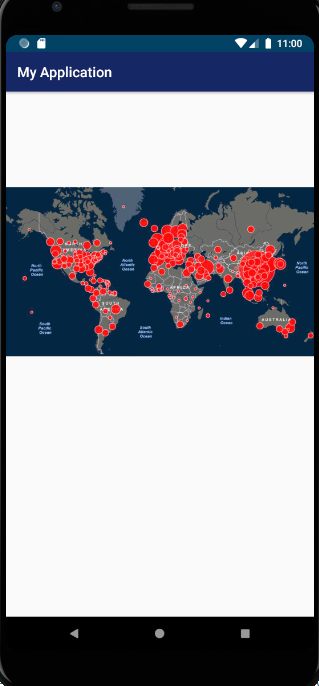 11:00
My Application
North
Atlantic
Ocean
North
Pacific
Ocean
North
Pacific
Ocean
AFRICA
SOUTH
South
Pacific
Ocean
South
Atlantic
Ocean
Indian
Ocean
AUSTRALIA